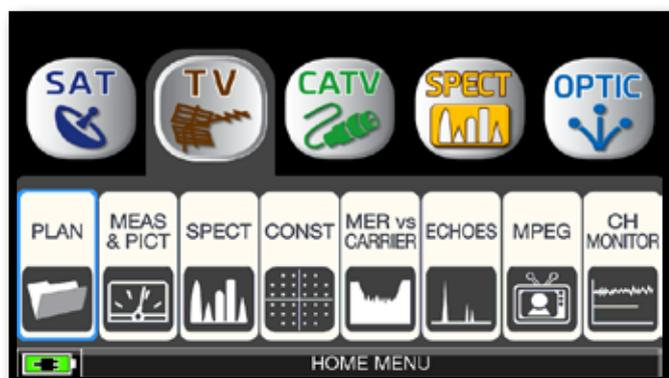 SAT
TV
CATV
SPECT
OPTIC
PLAN
MEAS
& PICT
SPECT
CONST
MER vs
CARRIER
ECHOES
MPEG
CH
MONITOR
HOME MENU